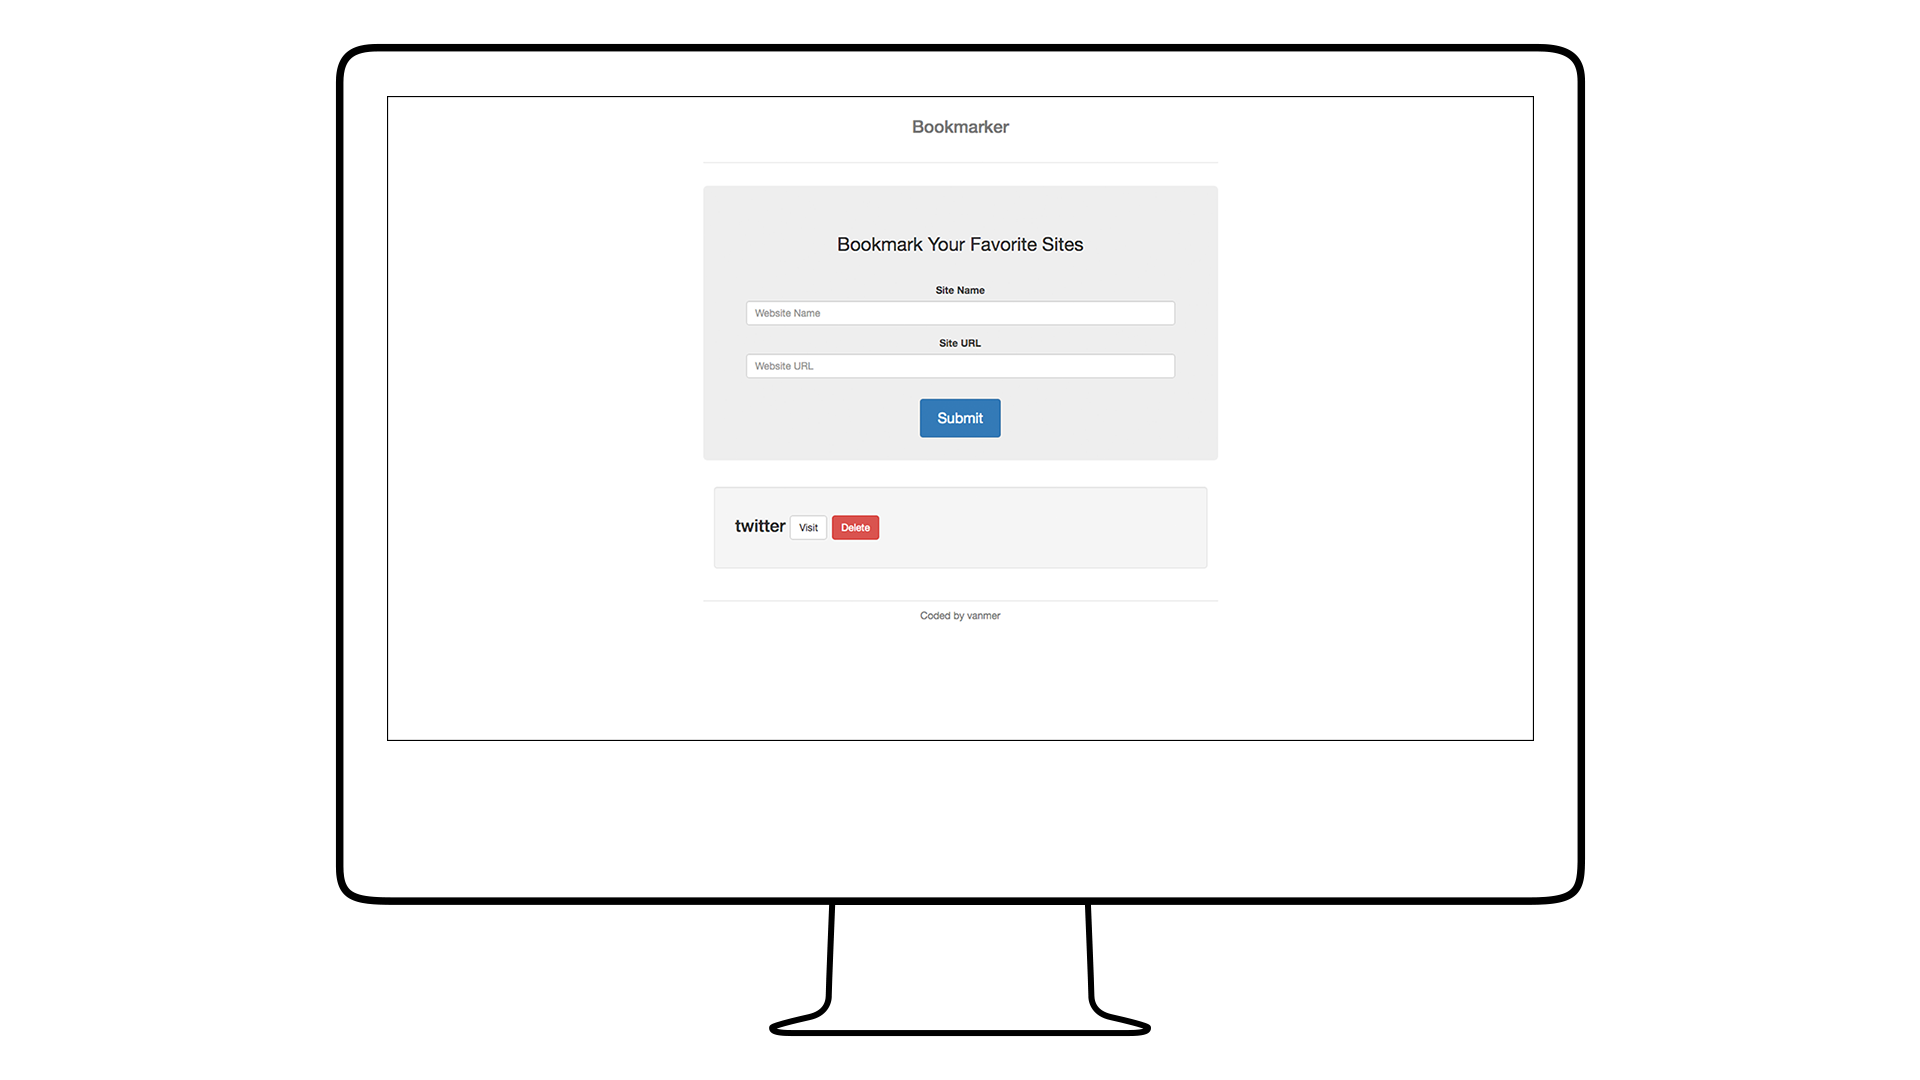 Bookmarker
Bookmark Your Favorite Sites
Site Name
Website Name
Site URL
Website URL
Submit
twitter Visit Delete
Coded by vanmer